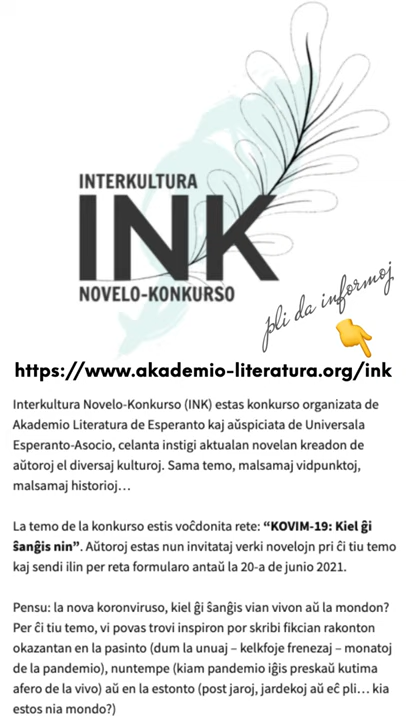 INTERKULTURA
INK
NOVELO-KONKURSO
pli da informoj
https://www.akademio-literatura.org/ink
Interkultura Novelo-Konkurso (INK) estas konkurso organizata de
Akademio Literatura de Esperanto kaj aŭspiciata de Universala
Esperanto-Asocio, celanta instigi aktualan novelan kreadon de
aŭtoroj el diversaj kulturoj. Sama temo, malsamaj vidpunktoj,
malsamaj historioj…
La temo de la konkurso estis voĉdonita rete: “KOVIM-19: Kiel ĝi
ŝanĝis nin”. Aŭtoroj estas nun invitataj verki novelojn pri ĉi tiu temo
kaj sendi ilin per reta formularo antaŭ la 20-a de junio 2021.
Pensu: la nova koronviruso, kiel ĝi ŝanĝis vian vivon aŭ la mondon?
Per ĉi tiu temo, vi povas trovi inspiron por skribi fikcian rakonton
okazantan en la pasinto (dum la unuaj – kelkfoje frenezaj – monatoj
de la pandemio), nuntempe (kiam pandemio iĝis preskaŭ kutima
afero de la vivo) aŭ en la estonto (post jaroj, jardekoj aŭ eĉ pli… kia
estos nia mondo?)